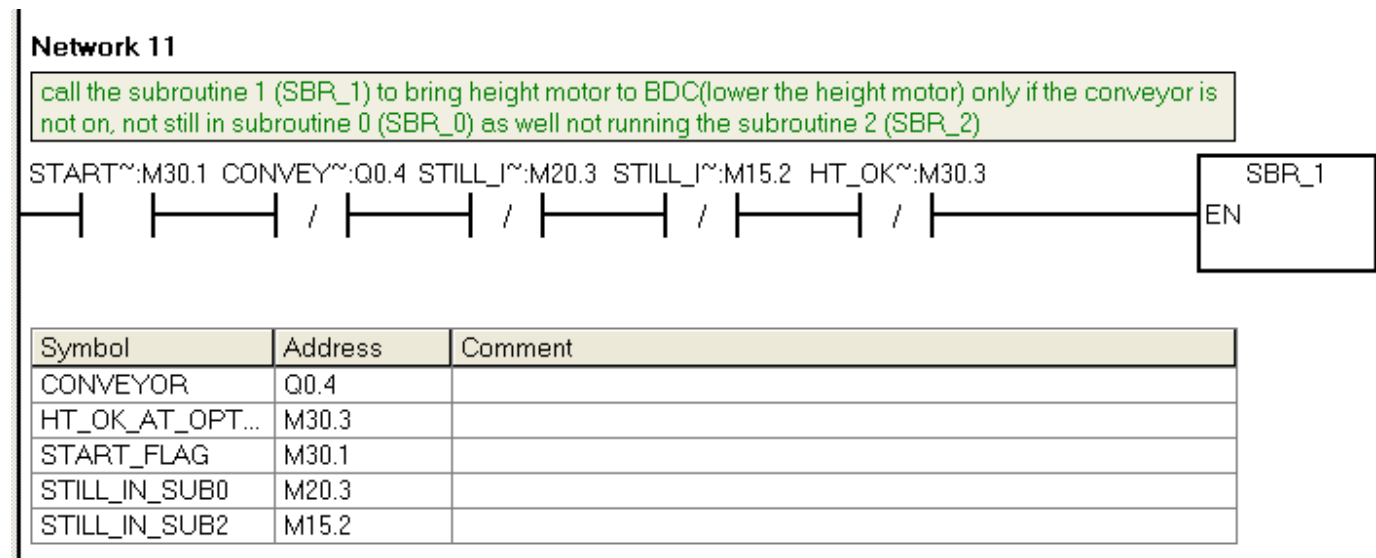 Network 11
call the subroutine 1 (SBR_1) to bring height motor to BDC(lower the height motor) only if the conveyor is
not on, not still in subroutine 0 (SBR_0) as well not running the subroutine 2 (SBR_2)
START~:M30.1 CONVEY~:Q0.4 STILL_I~:M20.3 STILL_I~:M15.2 HT_OK~:M30.3 SBR_1
EN
Symbol Address Comment
CONVEYOR Q0.4
HT_OK_AT_OPT... M30.3
START_FLAG M30.1
STILL_IN_SUB0 M20.3
STILL_IN_SUB2 M15.2